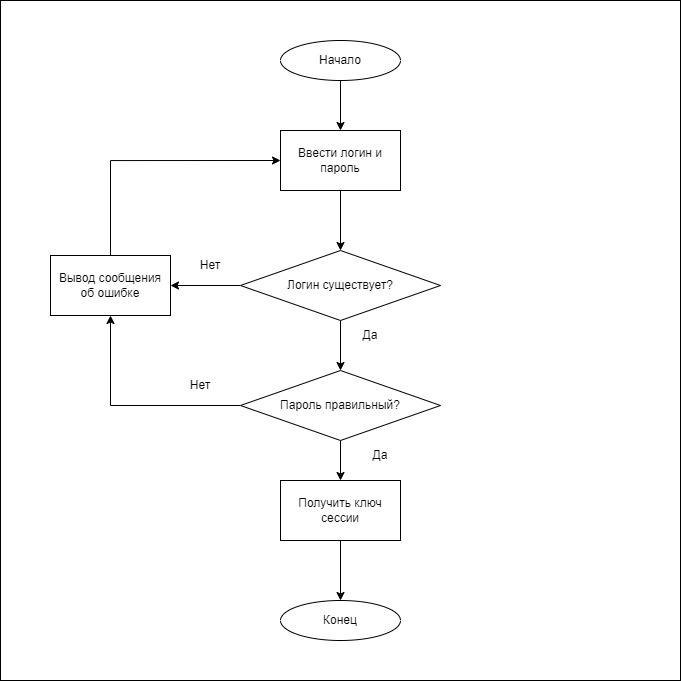 Начало
Ввести логин и
пароль
Нет
Вывод сообщения
об ошибке
Логин существует?
Да
Нет
Пароль правильный?
Да
Получить ключ
сессии
Конец